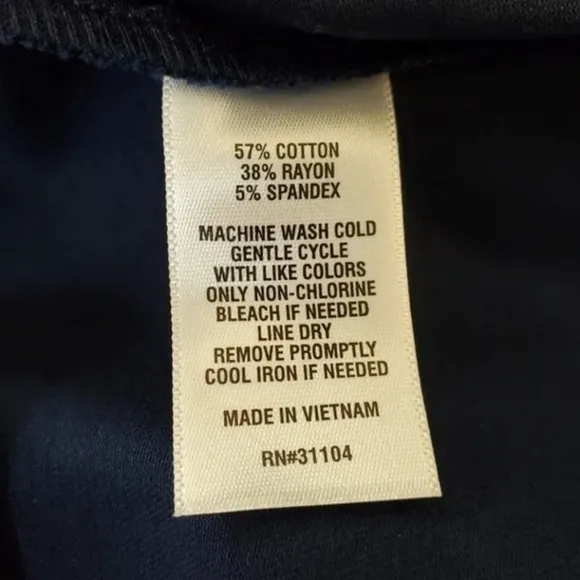 57% COTTON
38% RAYON
5% SPANDEX
MACHINE WASH COLD
GENTLE CYCLE
WITH LIKE COLORS
ONLY NON-CHLORINE
BLEACH IF NEEDED
LINE DRY
REMOVE PROMPTLY
COOL IRON IF NEEDED
MADE IN VIETNAM
RN#31104